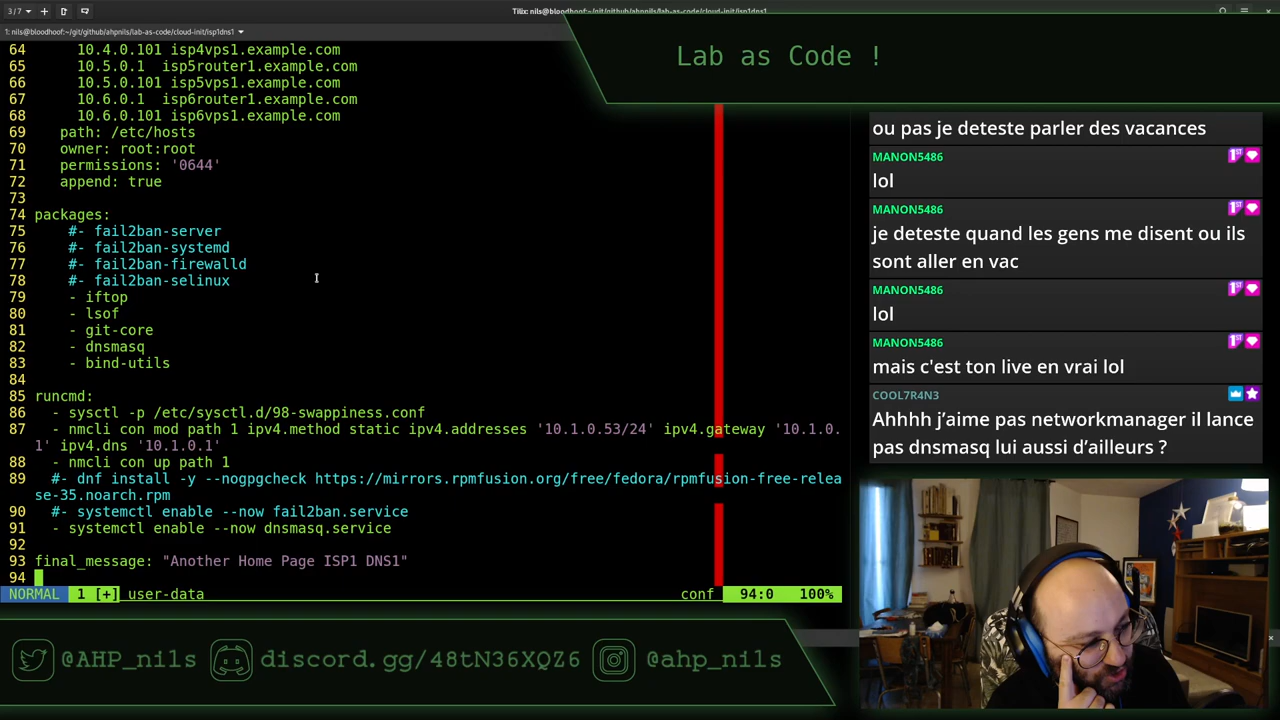 3/7
Tilix: nils@bloodhoof:~/git/github/ahpnils/lab-as-code/cloud-init/isp1dns1
1: nils@bloodhoof:~/git/github/ahpnils/lab-as-code/cloud-init/isp1dns1
Lab as Code !
64 10.4.0.101 isp4vps1.example.com
65 10.5.0.1 isp5router1.example.com
66 10.5.0.101 isp5vps1.example.com
67 10.6.0.1 isp6router1.example.com
68 10.6.0.101 isp6vps1.example.com
69 path: /etc/hosts
70 owner: root:root
71 permissions: '0644'
72 append: true
73
74 packages:
75 #- fail2ban-server
76 #- fail2ban-systemd
77 #- fail2ban-firewalld
78 #- fail2ban-selinux
79 - iftop
80 - lsof
81 - git-core
82 - dnsmasq
83 - bind-utils
84
85 runcmd:
86 - sysctl -p /etc/sysctl.d/98-swappiness.conf
87 - nmcli con mod path 1 ipv4.method static ipv4.addresses '10.1.0.53/24' ipv4.gateway '10.1.0.
1' ipv4.dns '10.1.0.1'
88 - nmcli con up path 1
89 #- dnf install -y --nogpgcheck https://mirrors.rpmfusion.org/free/fedora/rpmfusion-free-relea
se-35.noarch.rpm
90 #- systemctl enable --now fail2ban.service
91 - systemctl enable --now dnsmasq.service
92
93 final_message: "Another Home Page ISP1 DNS1"
94
NORMAL 1 [+] user-data conf 94:0 100%
ou pas je deteste parler des vacances
MANON5486
lol
MANON5486
je deteste quand les gens me disent ou ils
sont aller en vac
MANON5486
lol
MANON5486
mais c'est ton live en vrai lol
COOL7R4N3
Ahhhh j’aime pas networkmanager il lance
pas dnsmasq lui aussi d’ailleurs ?
@AHP_nils
discord.gg/48tN36XQZ6
@ahp_nils